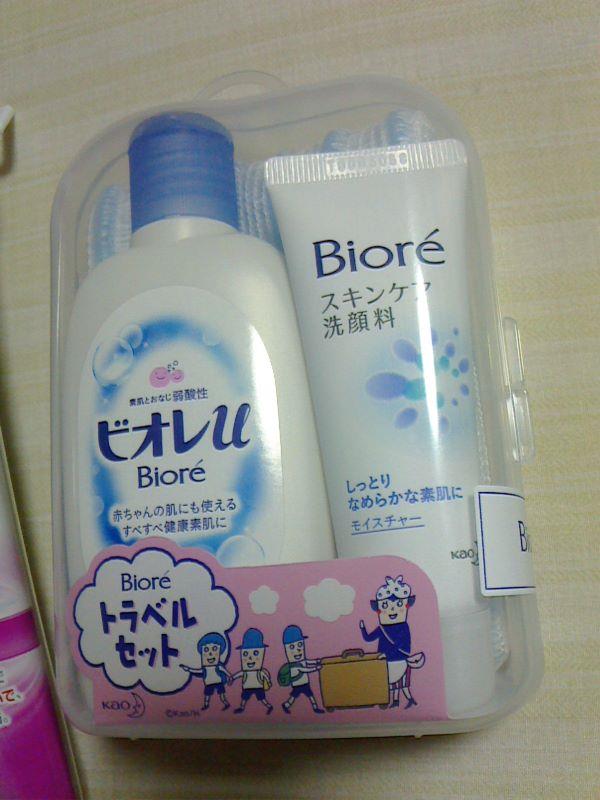 Bioré
スキンケア
洗顔料
しっとり
なめらかな素肌に
モイスチャー
Kao
素肌とおなじ弱酸性
ビオレu
Bioré
赤ちゃんの肌にも使える
すべすべ健康素肌に
Bioré
トラベル
セット
Kao
©Kao/H
B